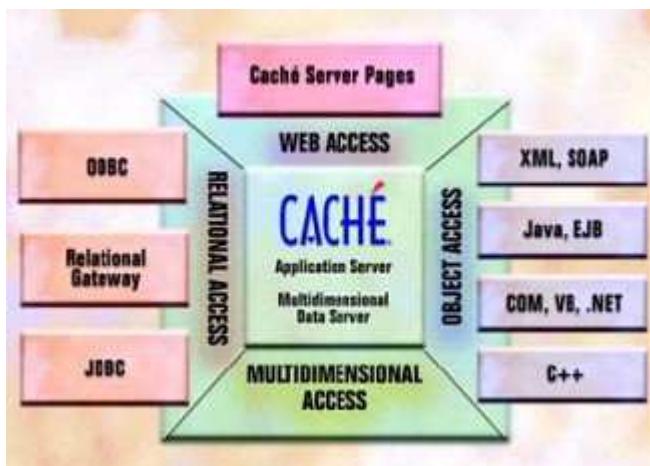 Caché Server Pages
WEB ACCESS
ODBC
Relational
Gateway
JDBC
RELATIONAL ACCESS
CACHÉ
Application Server
Multidimensional
Data Server
OBJECT ACCESS
XML, SOAP
Java, EJB
COM, VB, .NET
C++
MULTIDIMENSIONAL
ACCESS